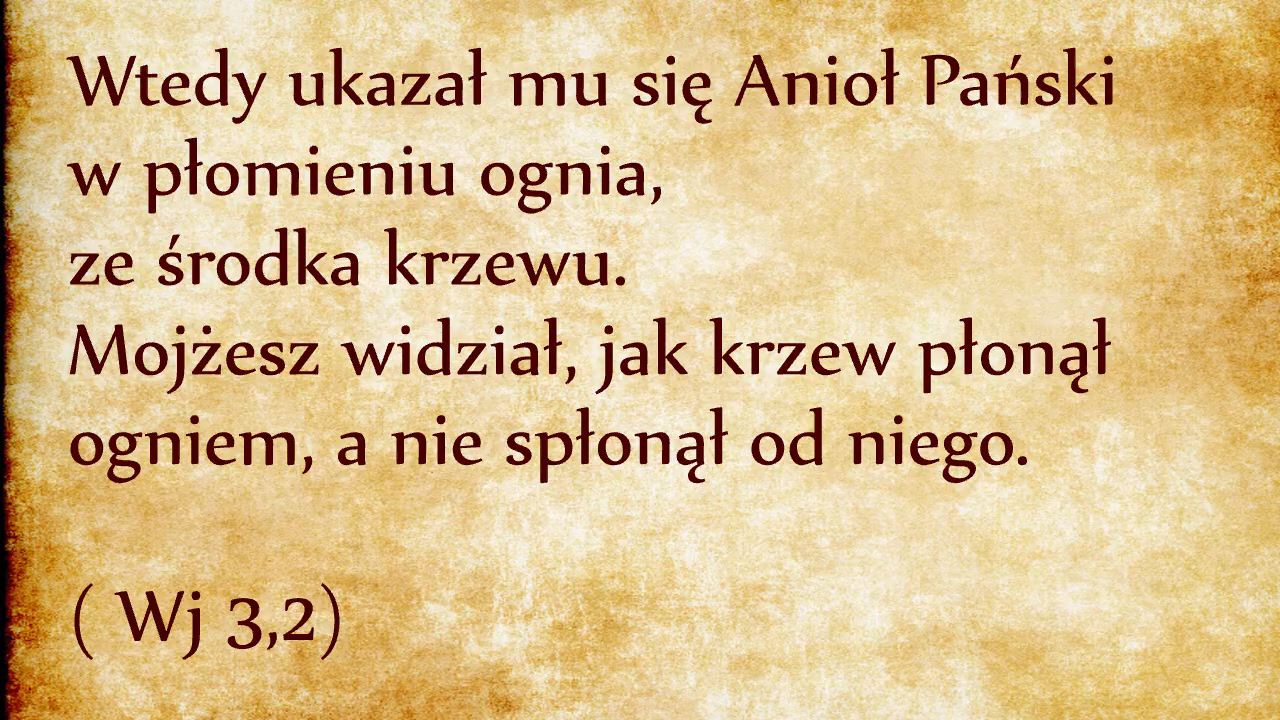 Wtedy ukazał mu się Anioł Pański
w płomieniu ognia,
ze środka krzewu.
Mojżesz widział, jak krzew płonął
ogniem, a nie spłonął od niego.
( Wj 3,2)